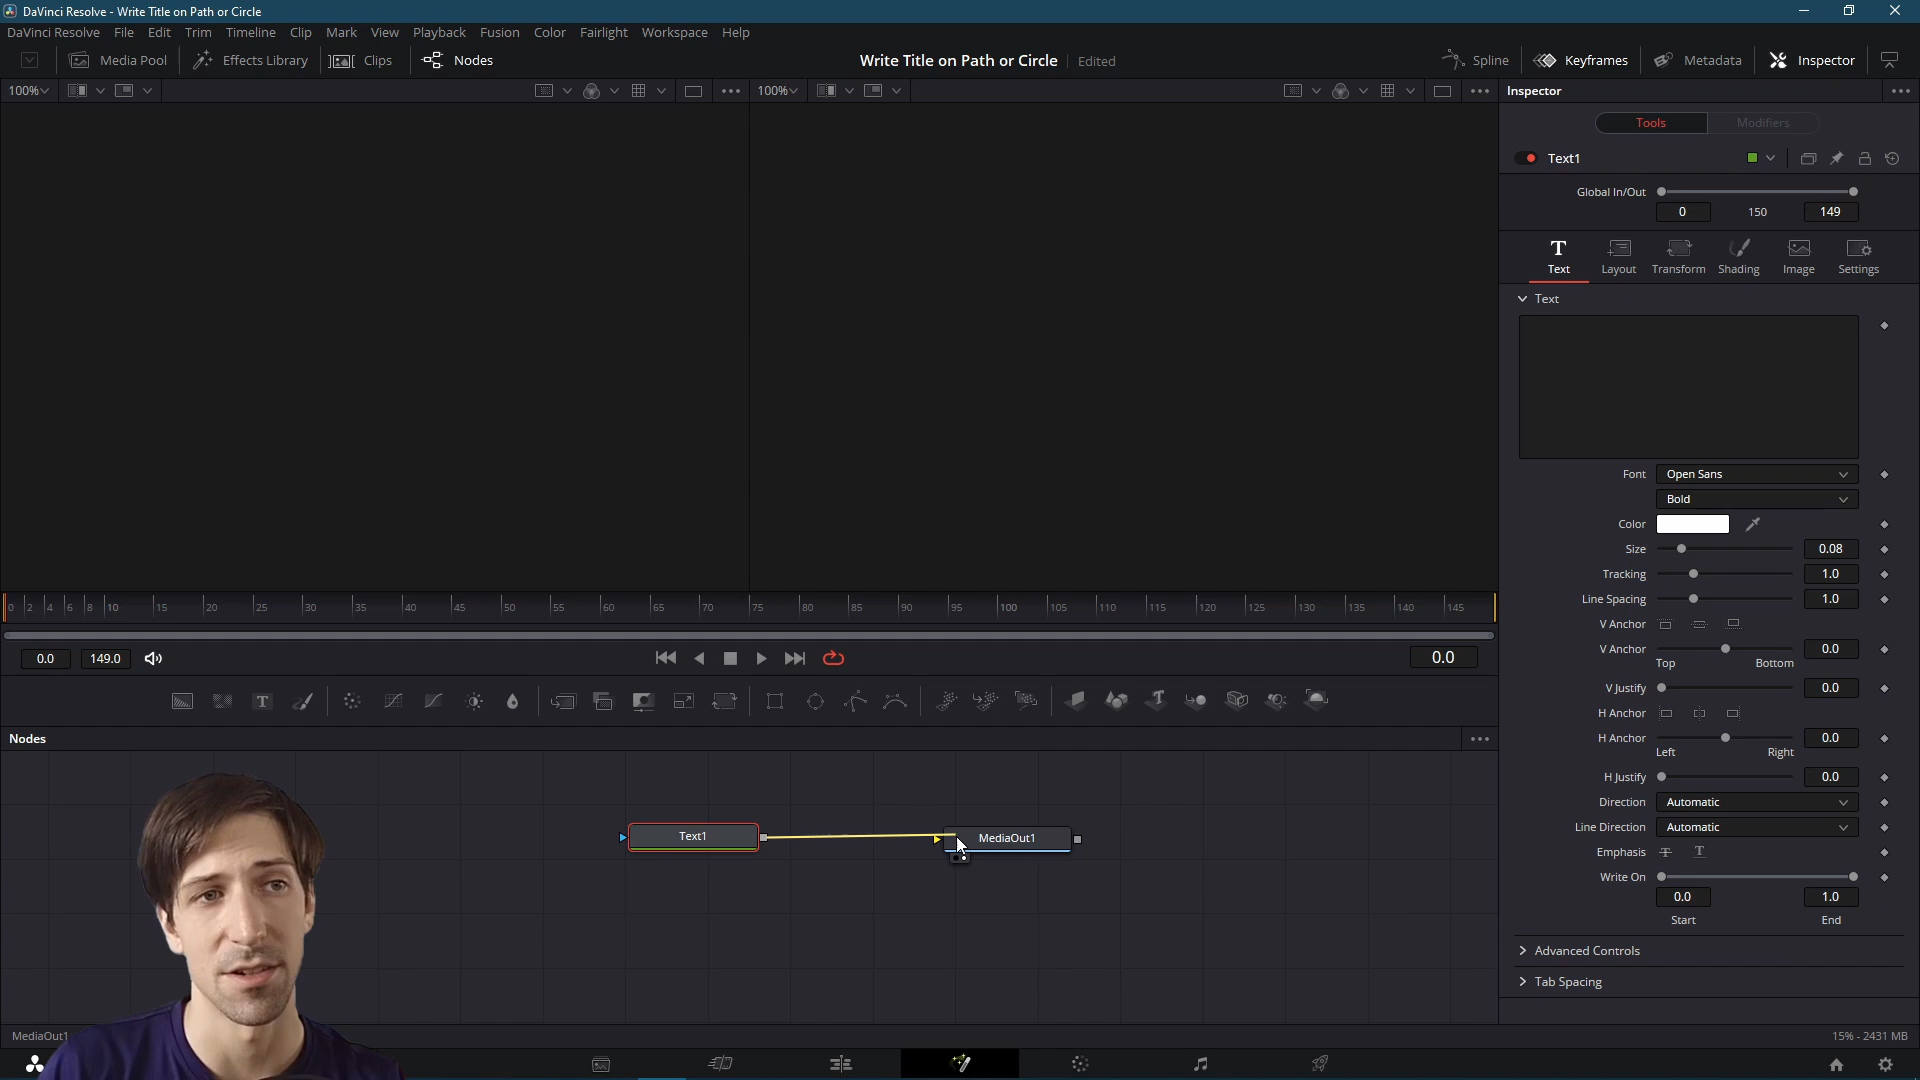 DaVinci Resolve - Write Title on Path or Circle
DaVinci Resolve File Edit Trim Timeline Clip Mark View Playback Fusion Color Fairlight Workspace Help
Media Pool Effects Library Clips Nodes Write Title on Path or Circle Edited Spline Keyframes Metadata Inspector
100% 100% Inspector
Tools Modifiers
Text1
Global In/Out
0 150 149
T
Text Layout Transform Shading Image Settings
Text
Font Open Sans
Bold
Color
Size 0.08
Tracking 1.0
Line Spacing 1.0
V Anchor
V Anchor 0.0
Top Bottom
V Justify 0.0
H Anchor
H Anchor 0.0
Left Right
H Justify 0.0
Direction Automatic
Line Direction Automatic
Emphasis T T
Write On
0.0 1.0
Start End
Advanced Controls
Tab Spacing
0 2 4 6 8 10 15 20 25 30 35 40 45 50 55 60 65 70 75 80 85 90 95 100 105 110 115 120 125 130 135 140 145
0.0 149.0 0.0
Nodes
Text1 MediaOut1
MediaOut1 15% - 2431 MB